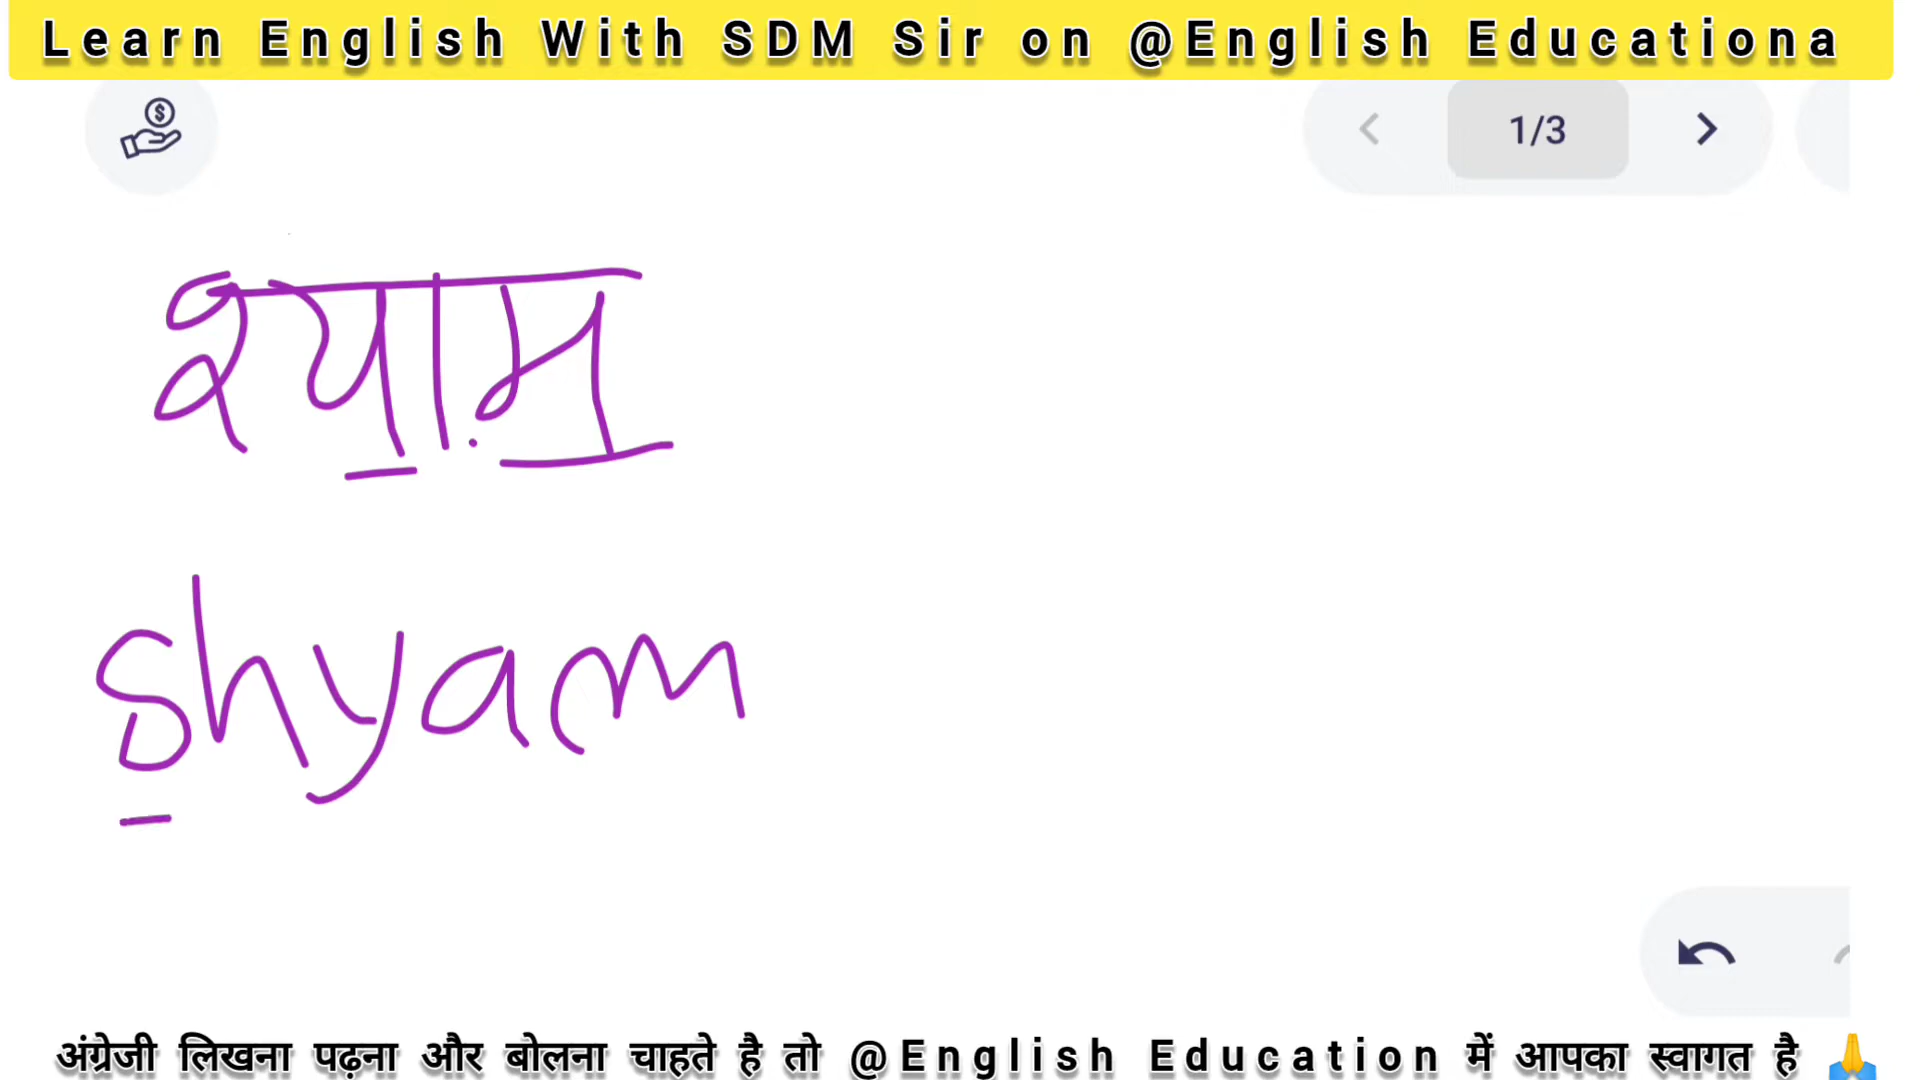 Learn English With SDM Sir on @English Educationa
1/3
श्याम
shyam
अंग्रेजी लिखना पढ़ना और बोलना चाहते है तो @English Education में आपका स्वागत है 🙏